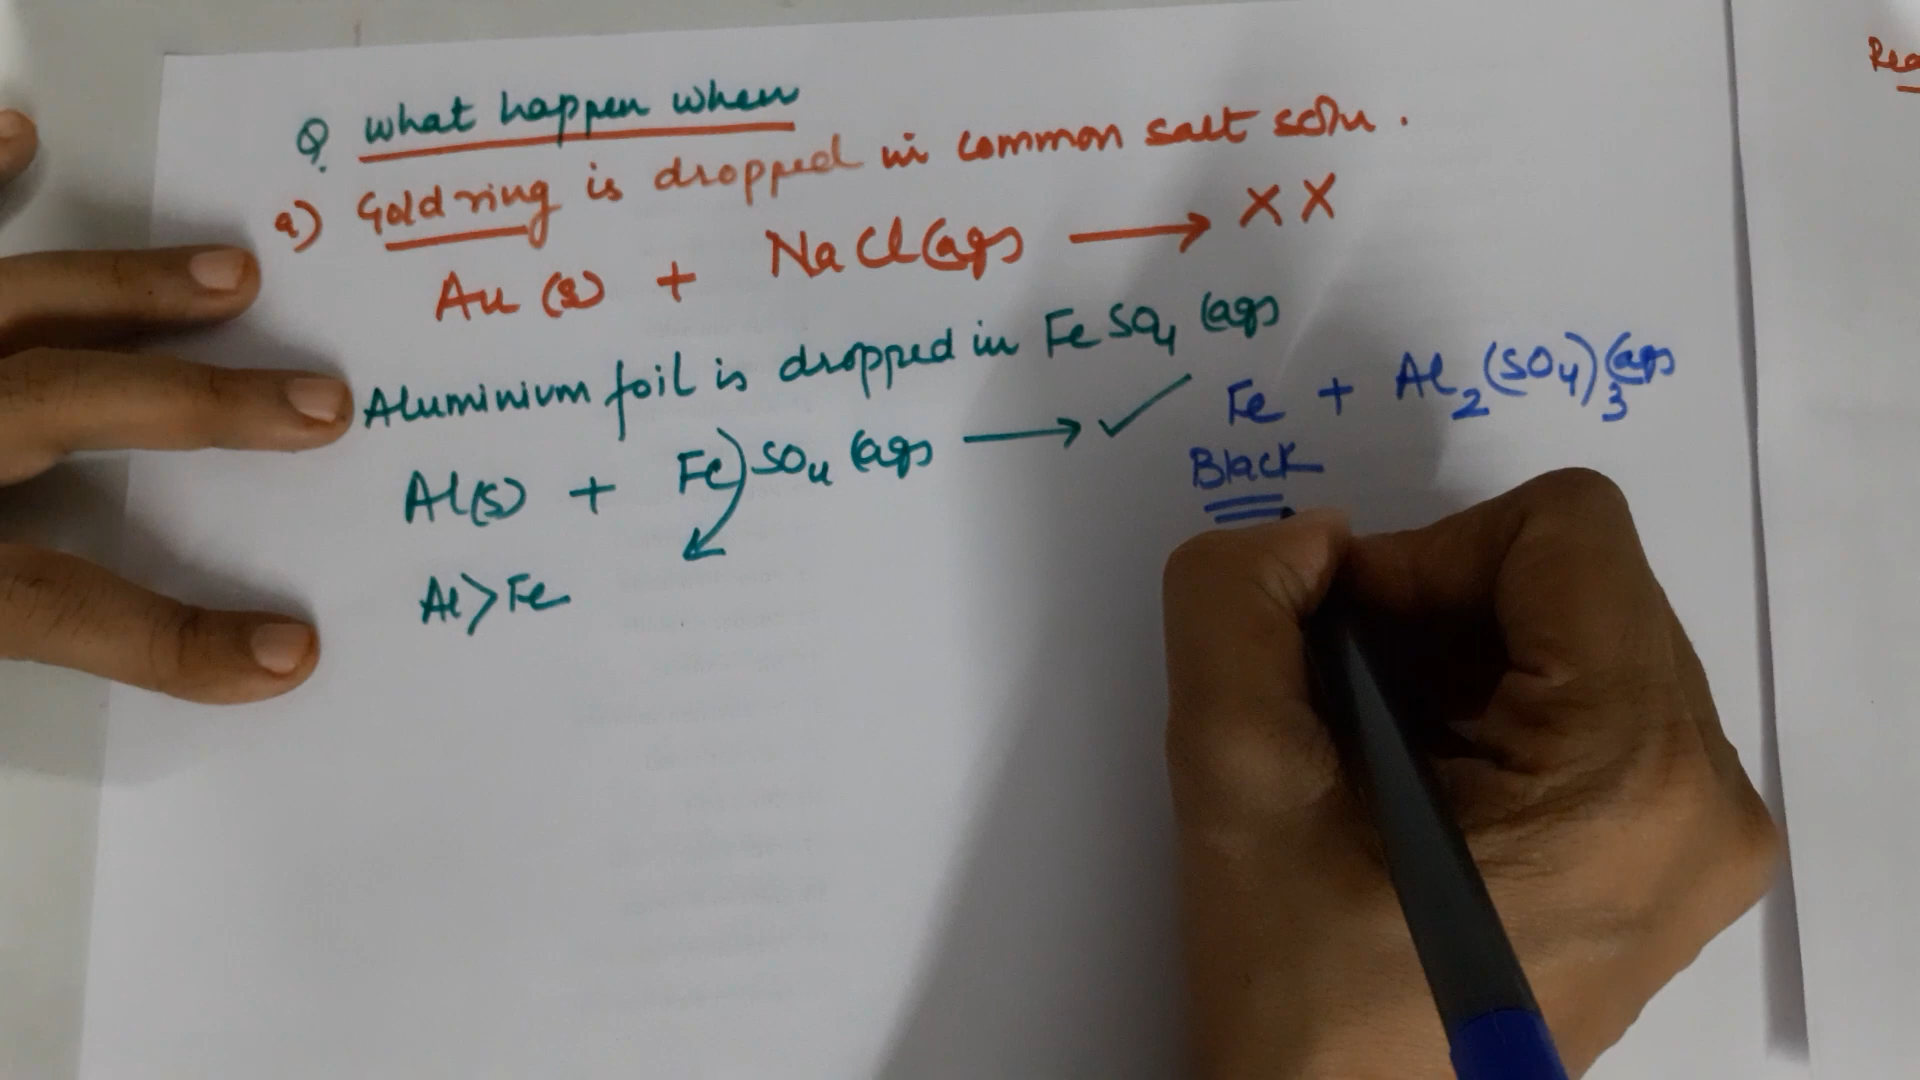 Q. what happen when
a) Gold ring is dropped in common salt soln.
Au (s) + NaCl (aq) → X X
Aluminium foil is dropped in FeSO4 (aq)
Al(s) + Fe)SO4 (aq) → ✓ Fe + Al2(SO4)3 (aq)
Black
Al > Fe